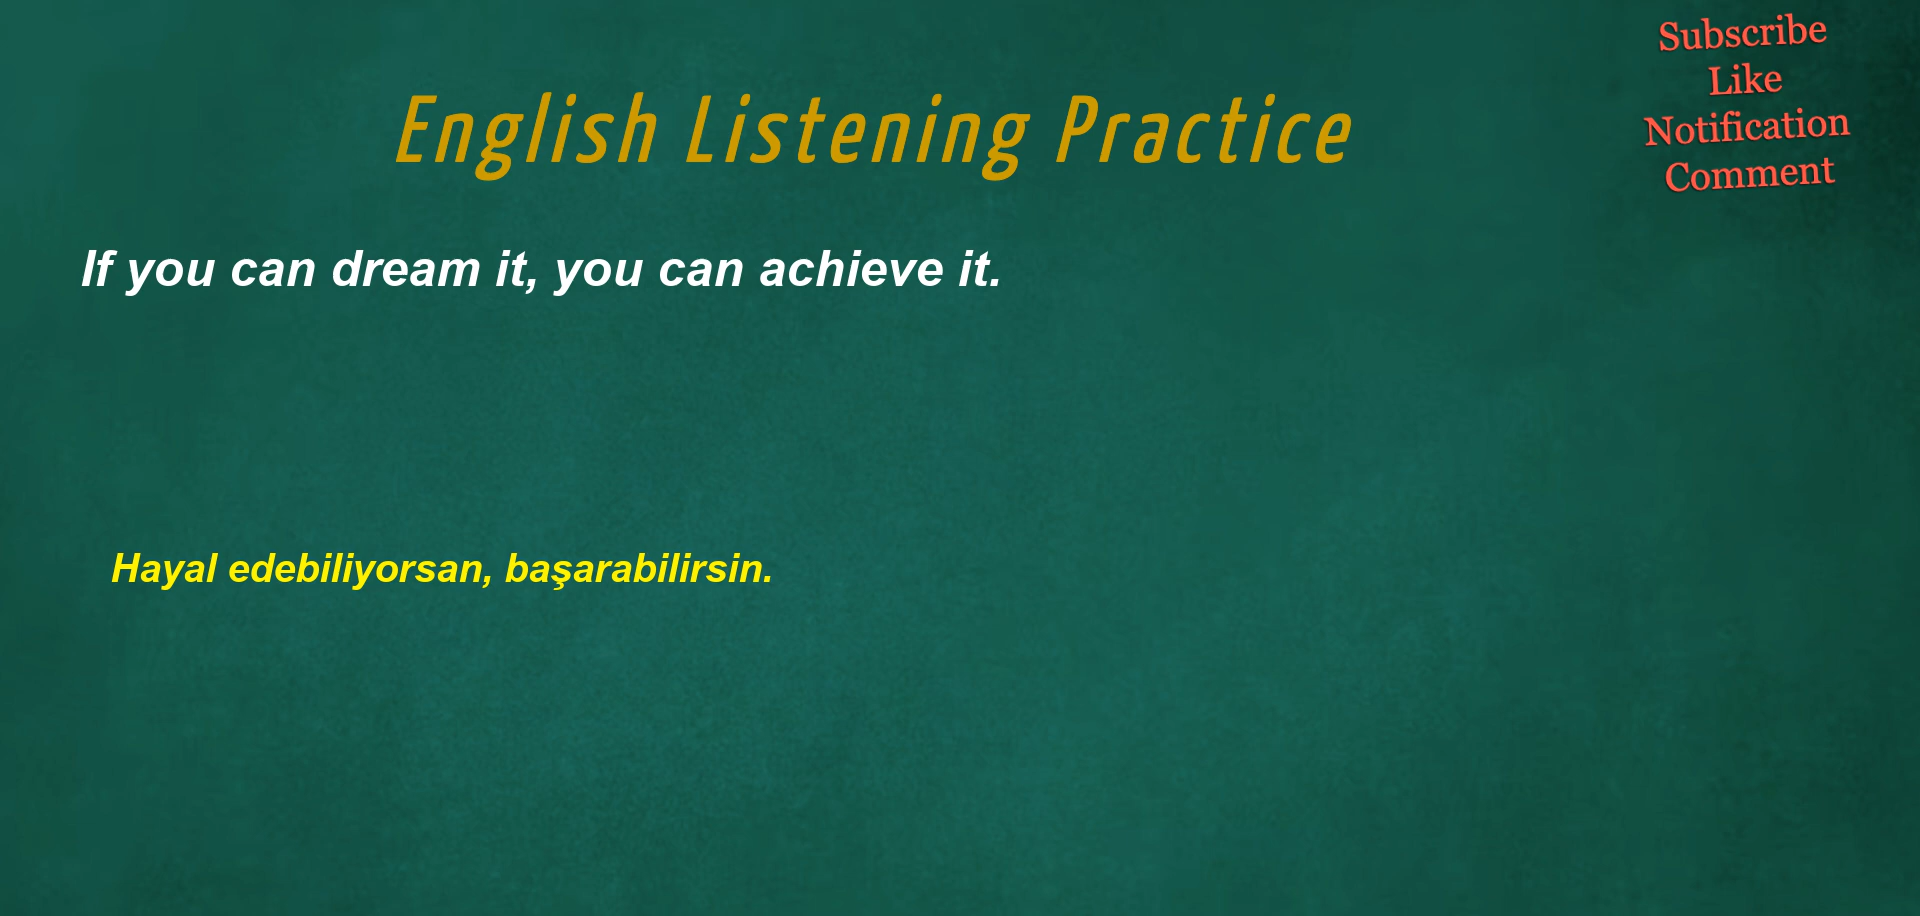 Subscribe
Like
Notification
Comment
English Listening Practice
If you can dream it, you can achieve it.
Hayal edebiliyorsan, başarabilirsin.